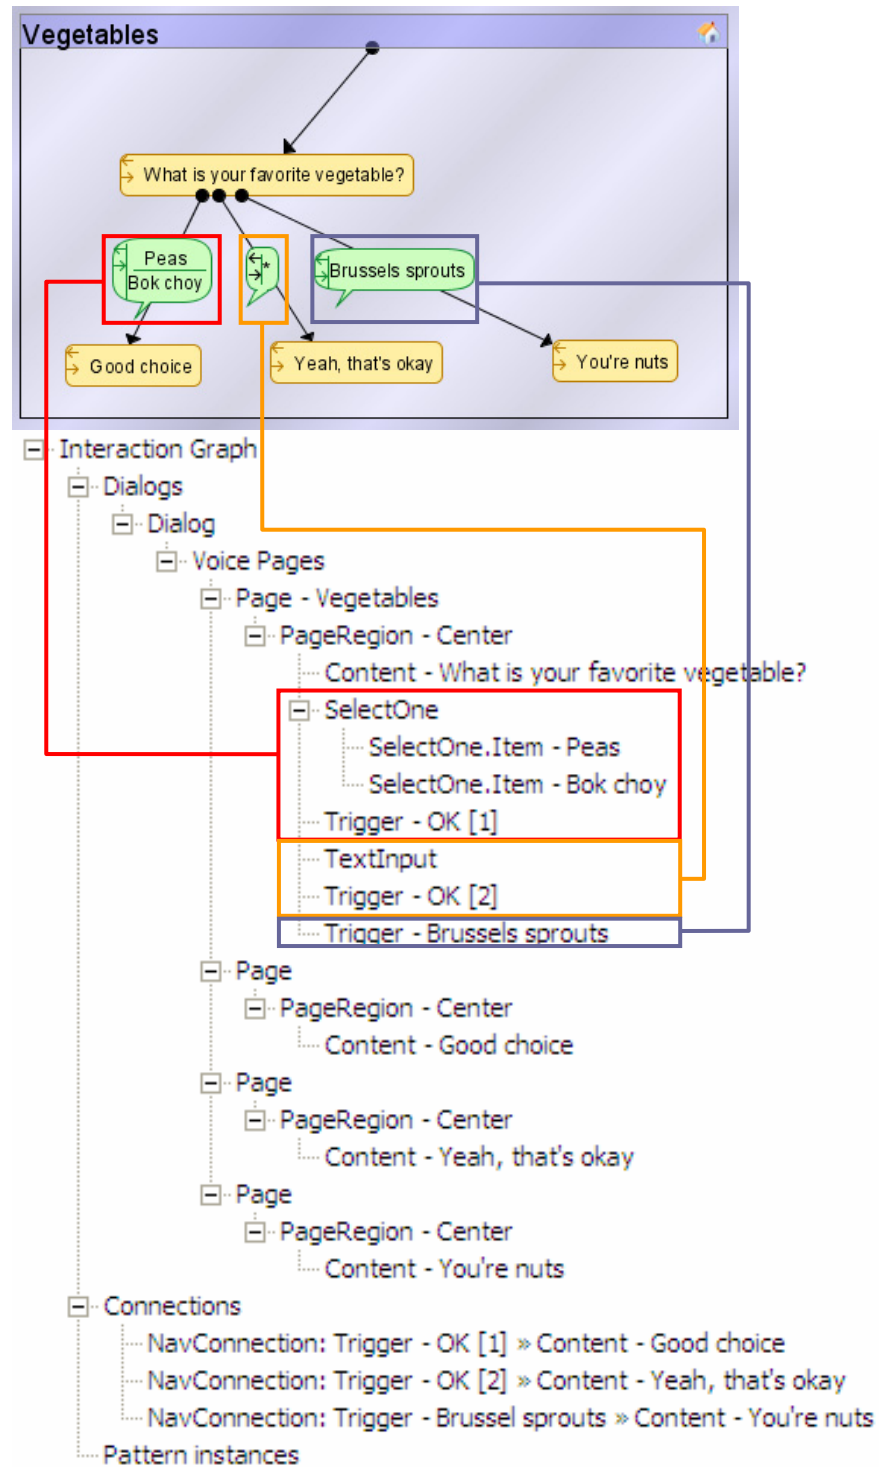 Vegetables
What is your favorite vegetable?
Peas
Bok choy
*
Brussels sprouts
Good choice
Yeah, that's okay
You're nuts
Interaction Graph
Dialogs
Dialog
Voice Pages
Page - Vegetables
PageRegion - Center
Content - What is your favorite vegetable?
SelectOne
SelectOne.Item - Peas
SelectOne.Item - Bok choy
Trigger - OK [1]
TextInput
Trigger - OK [2]
Trigger - Brussels sprouts
Page
PageRegion - Center
Content - Good choice
Page
PageRegion - Center
Content - Yeah, that's okay
Page
PageRegion - Center
Content - You're nuts
Connections
NavConnection: Trigger - OK [1] » Content - Good choice
NavConnection: Trigger - OK [2] » Content - Yeah, that's okay
NavConnection: Trigger - Brussel sprouts » Content - You're nuts
Pattern instances